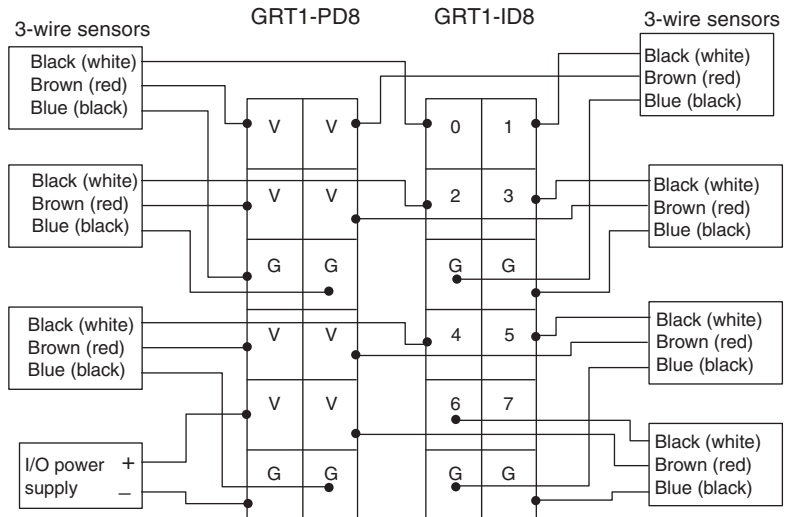 GRT1-PD8 GRT1-ID8
3-wire sensors 3-wire sensors
Black (white)
Brown (red)
Blue (black)
Black (white)
Brown (red)
Blue (black)
V V 0 1
Black (white)
Brown (red)
Blue (black)
V V 2 3
Black (white)
Brown (red)
Blue (black)
G G G G
Black (white)
Brown (red)
Blue (black)
V V 4 5
Black (white)
Brown (red)
Blue (black)
V V 6 7
Black (white)
Brown (red)
Blue (black)
I/O power +
supply –
G G G G